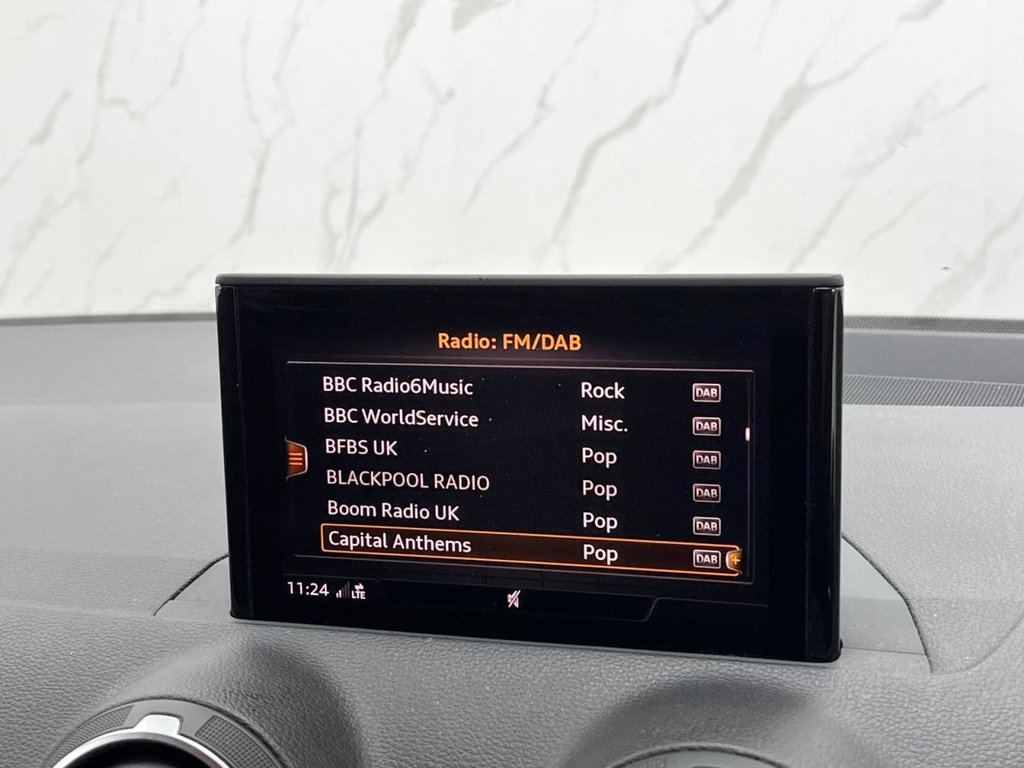 Radio: FM/DAB
BBC Radio6Music Rock DAB
BBC WorldService Misc. DAB
BFBS UK Pop DAB
BLACKPOOL RADIO Pop DAB
Boom Radio UK Pop DAB
Capital Anthems Pop DAB +
11:24 LTE